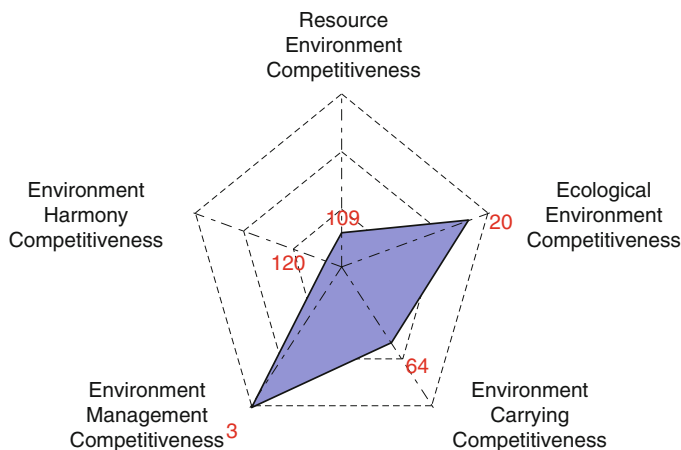 Resource
Environment
Competitiveness
109
Ecological
Environment
Competitiveness
20
Environment
Harmony
Competitiveness
120
64
Environment
Management
Competitiveness
3
Environment
Carrying
Competitiveness